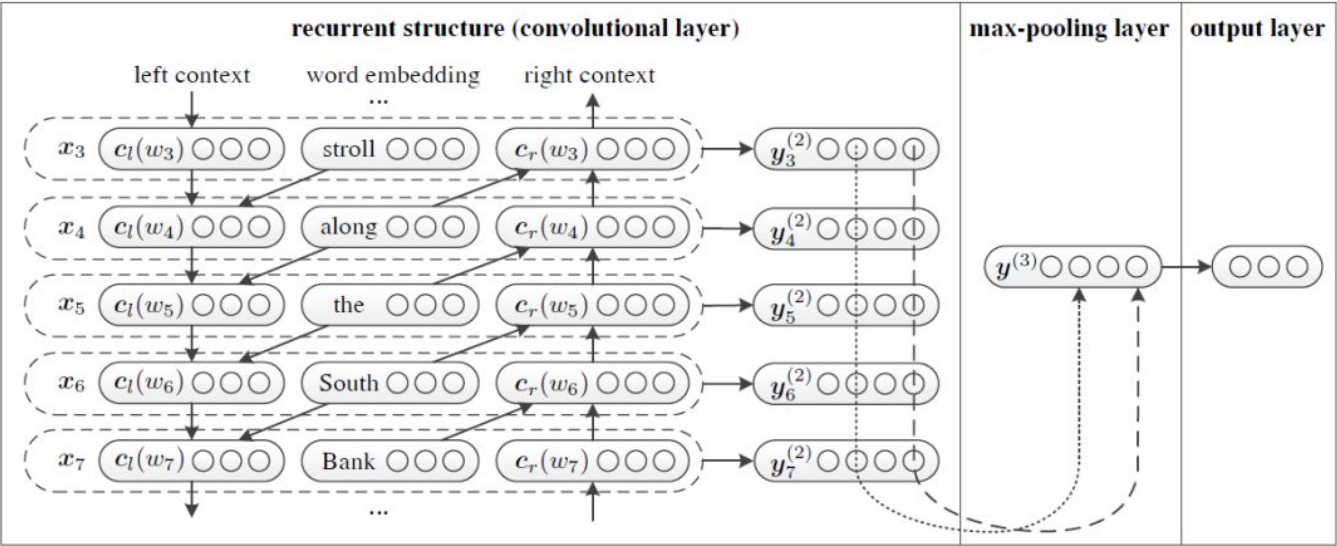 recurrent structure (convolutional layer) max-pooling layer output layer
left context word embedding right context
...
x₃ cₗ(w₃) stroll cᵣ(w₃) y₃⁽²⁾
x₄ cₗ(w₄) along cᵣ(w₄) y₄⁽²⁾
y⁽³⁾
x₅ cₗ(w₅) the cᵣ(w₅) y₅⁽²⁾
x₆ cₗ(w₆) South cᵣ(w₆) y₆⁽²⁾
x₇ cₗ(w₇) Bank cᵣ(w₇) y₇⁽²⁾
...